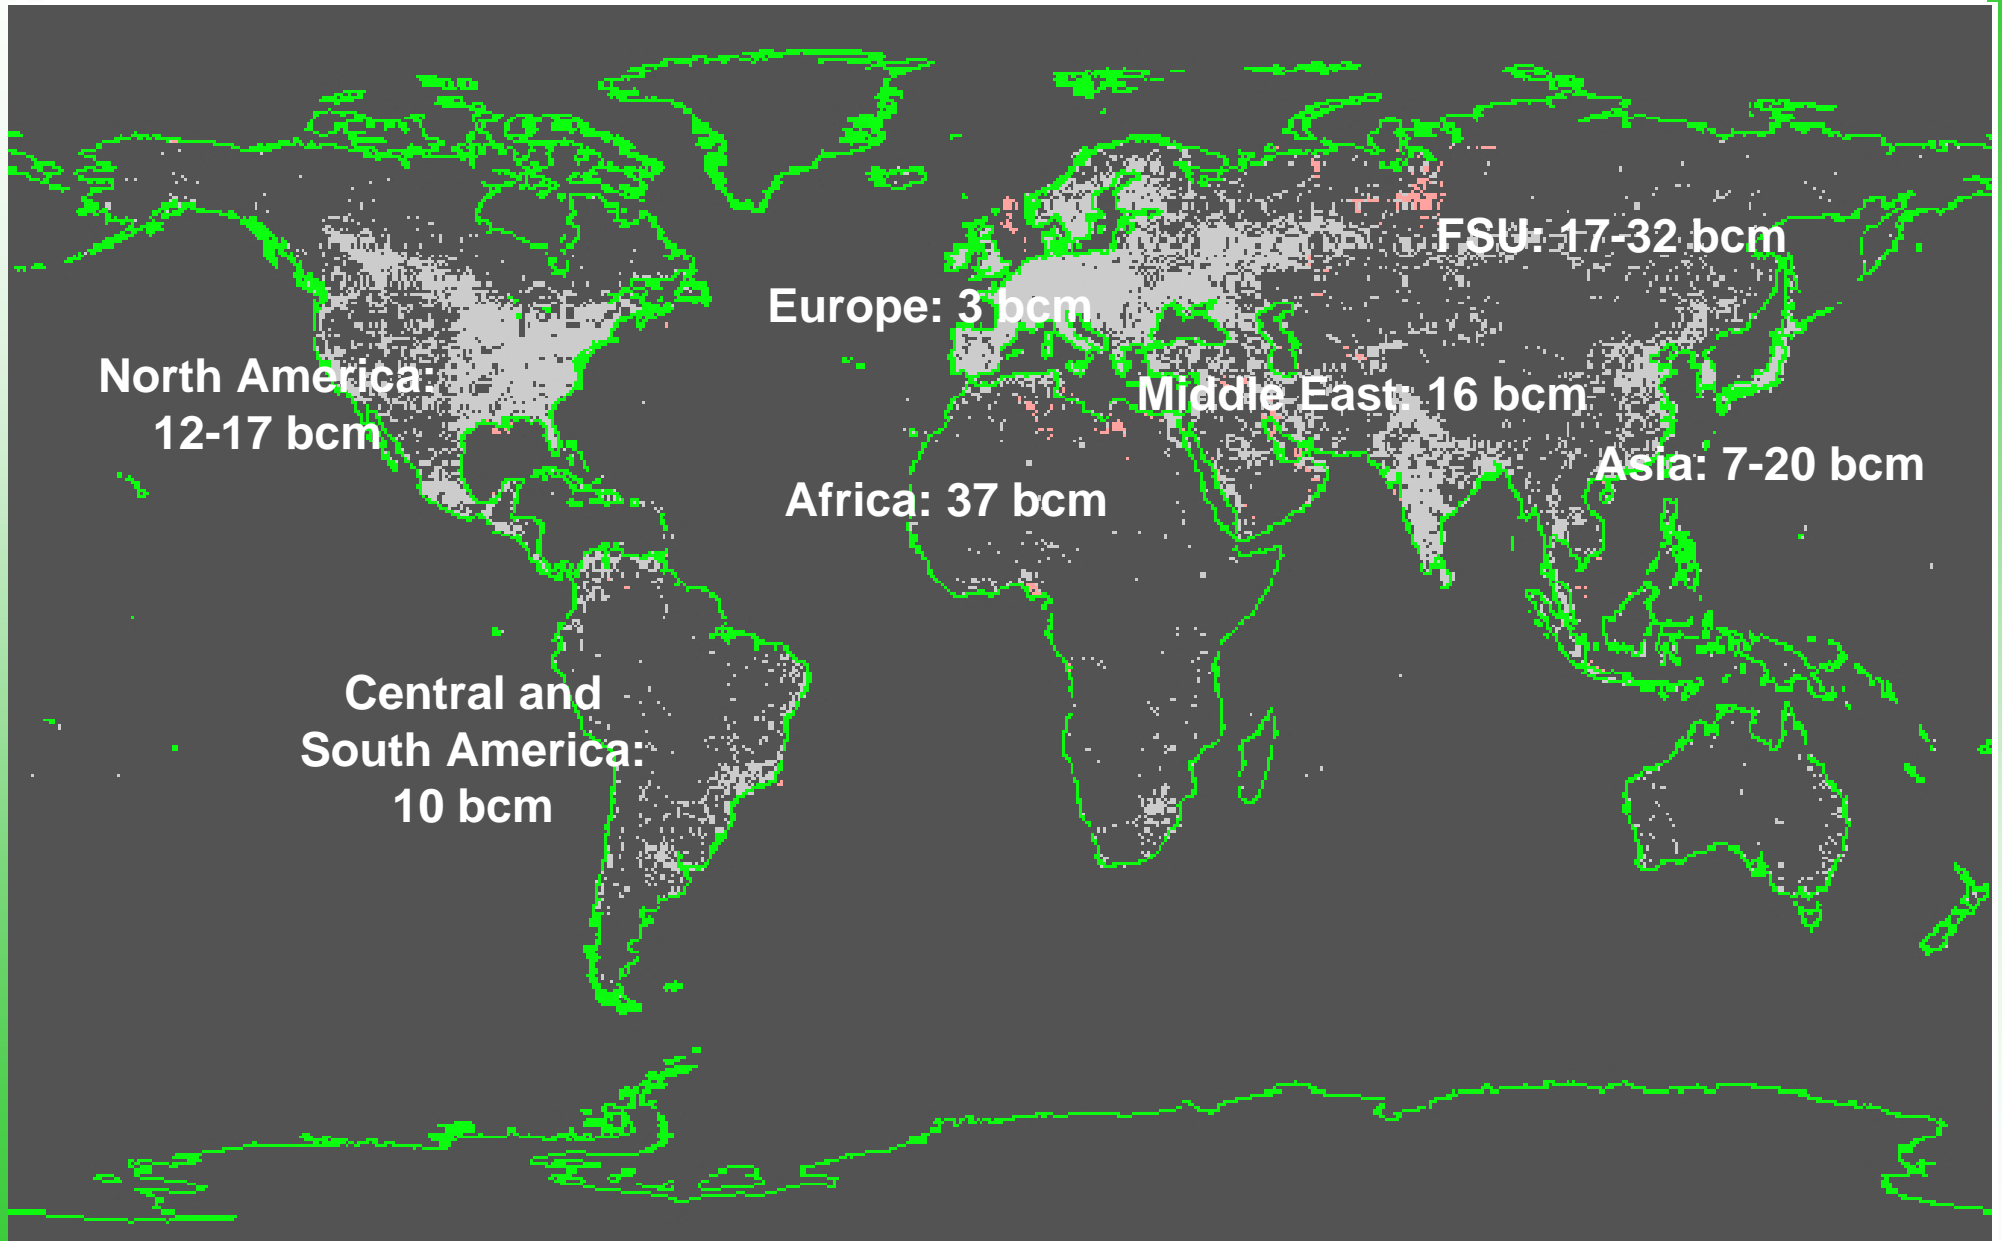 FSU: 17-32 bcm
Europe: 3 bcm
North America:
12-17 bcm
Middle East: 16 bcm
Asia: 7-20 bcm
Africa: 37 bcm
Central and
South America:
10 bcm